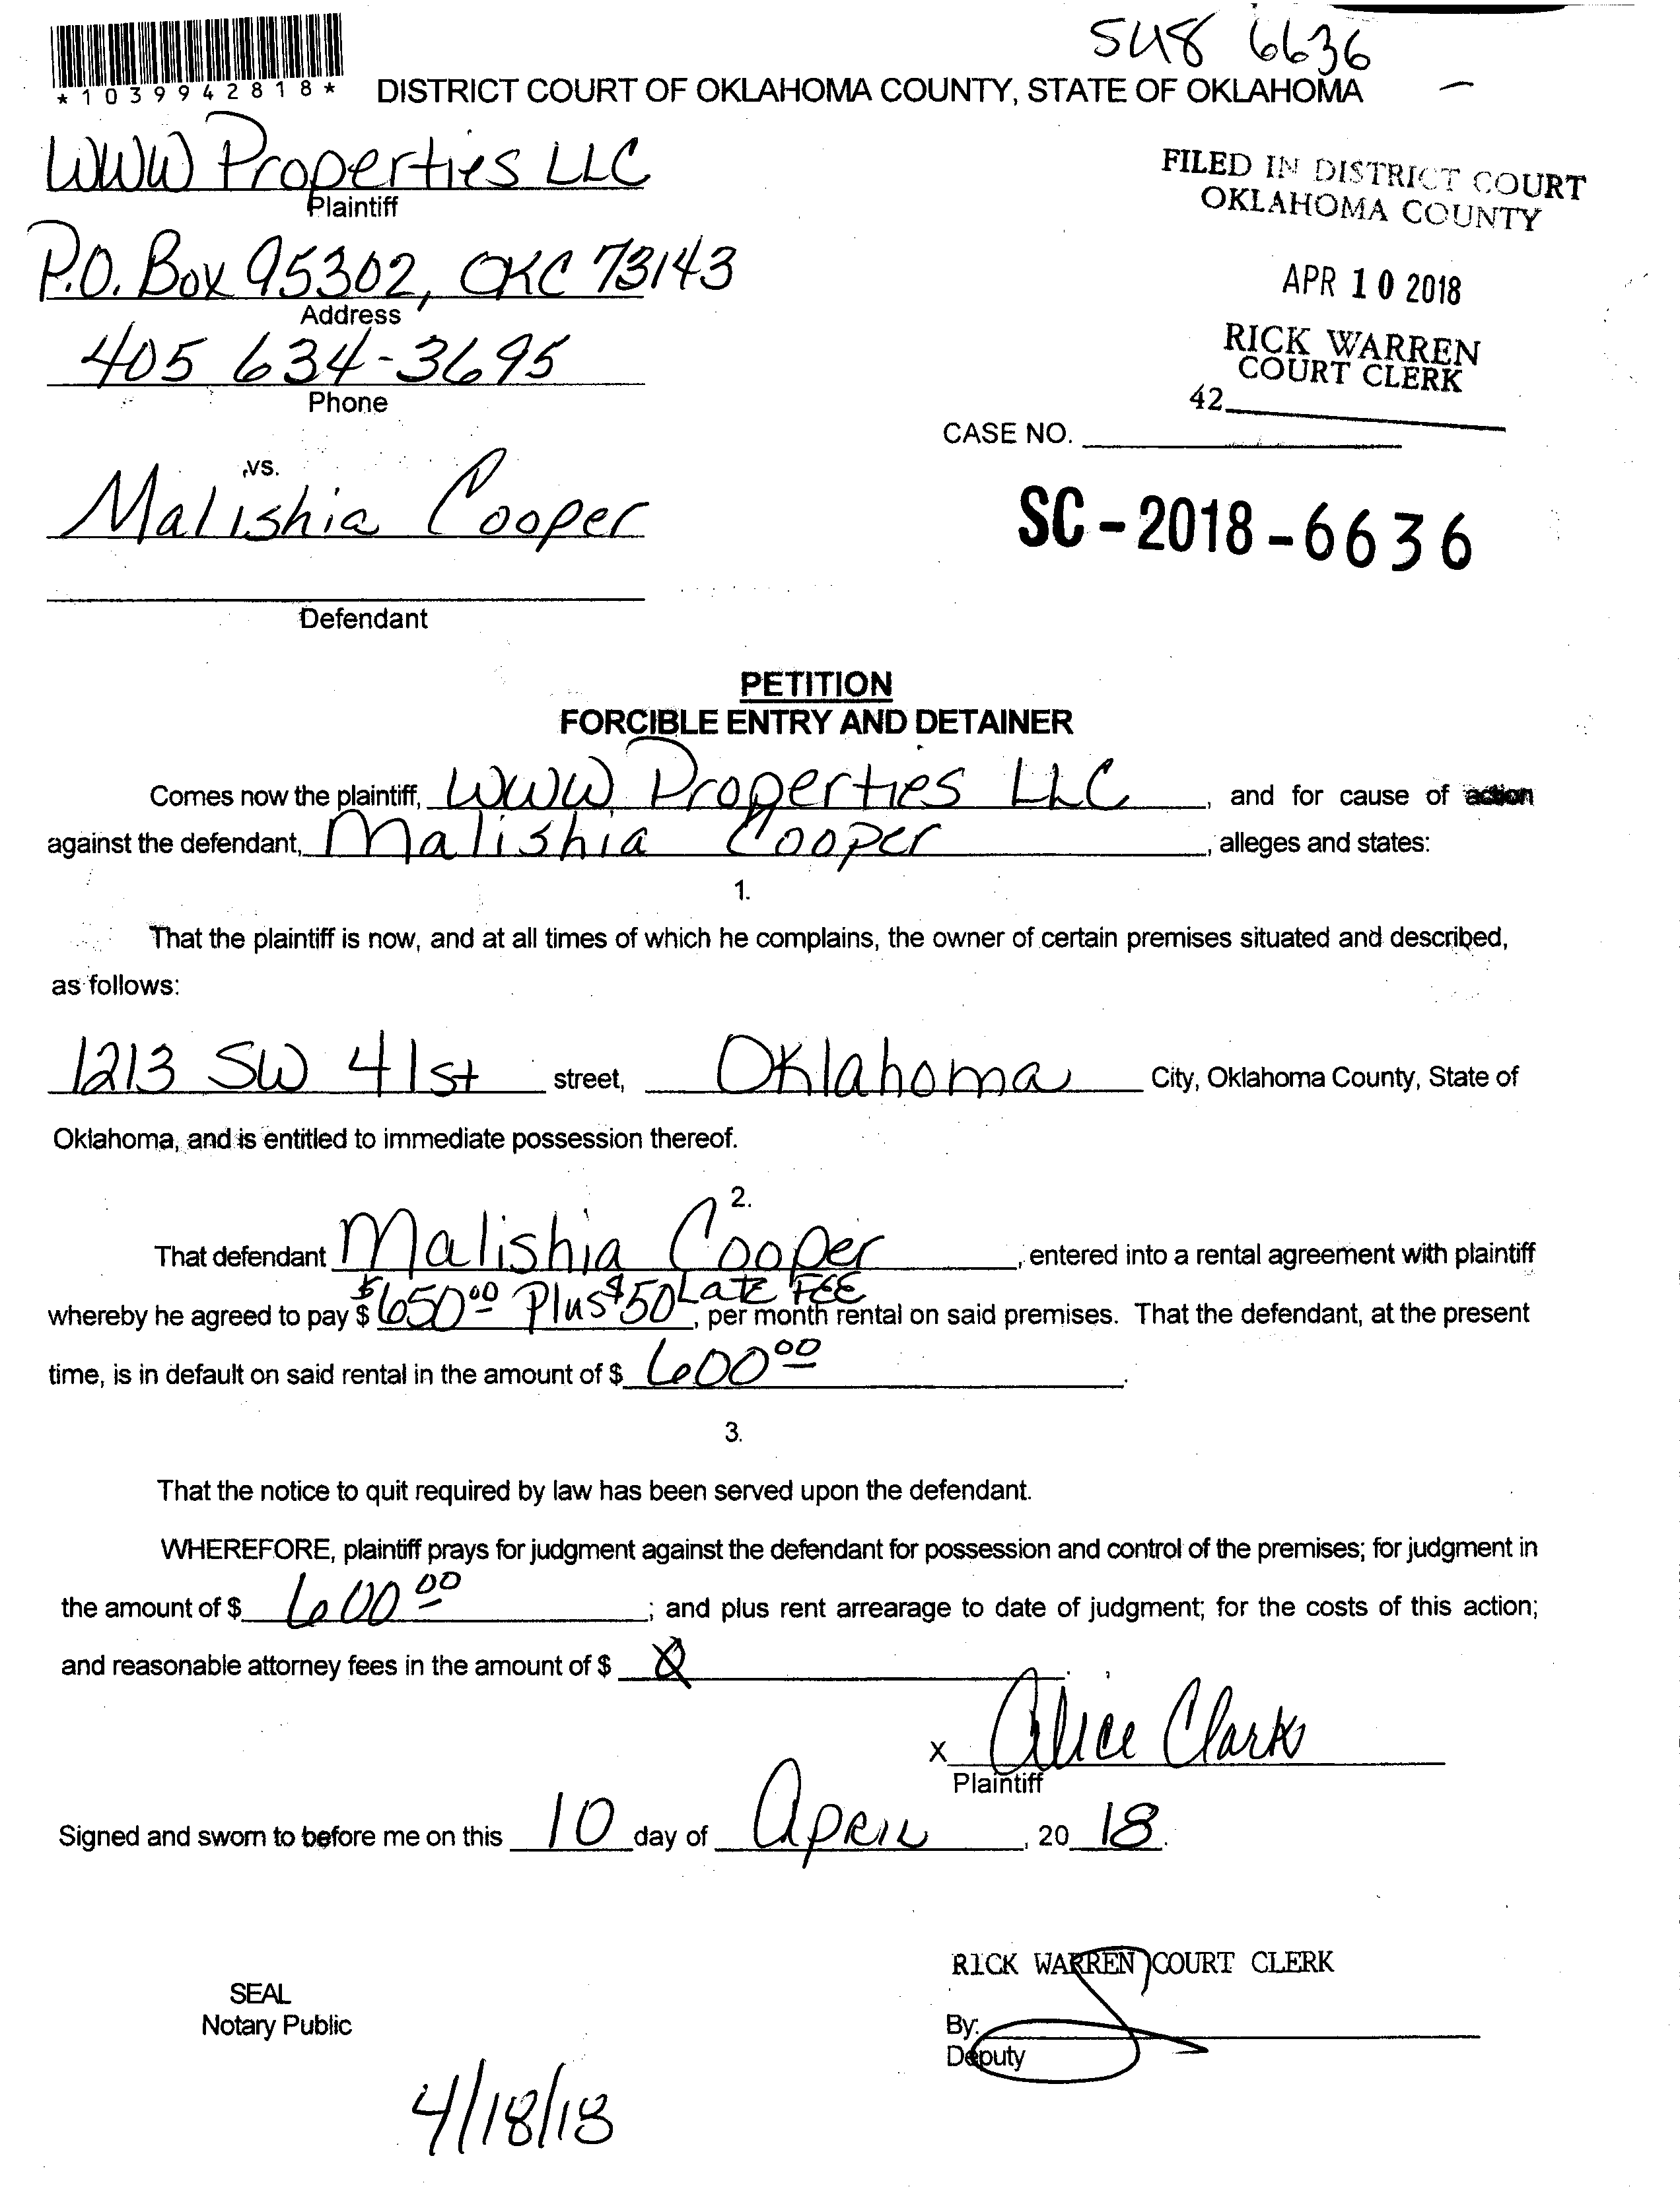 SC18 6636
*1039942818*
DISTRICT COURT OF OKLAHOMA COUNTY, STATE OF OKLAHOMA
WWW Properties LLC
Plaintiff
FILED IN DISTRICT COURT
OKLAHOMA COUNTY
P.O. Box 95302, OKC 73143
Address
APR 10 2018
405 634-3695
Phone
RICK WARREN
COURT CLERK
42
CASE NO.
vs.
Malishia Cooper
SC-2018-6636
Defendant
PETITION
FORCIBLE ENTRY AND DETAINER
Comes now the plaintiff, WWW Properties LLC, and for cause of action
against the defendant, Malishia Cooper, alleges and states:
1.
That the plaintiff is now, and at all times of which he complains, the owner of certain premises situated and described,
as follows:
1213 SW 41st street, Oklahoma City, Oklahoma County, State of
Oklahoma, and is entitled to immediate possession thereof.
2.
That defendant Malishia Cooper, entered into a rental agreement with plaintiff
whereby he agreed to pay $ $650.00 Plus $50 Late FEE, per month rental on said premises. That the defendant, at the present
time, is in default on said rental in the amount of $ 600.00.
3.
That the notice to quit required by law has been served upon the defendant.
WHEREFORE, plaintiff prays for judgment against the defendant for possession and control of the premises; for judgment in
the amount of $ 600.00; and plus rent arrearage to date of judgment; for the costs of this action;
and reasonable attorney fees in the amount of $
x Alice Clark
Plaintiff
Signed and sworn to before me on this 10 day of April, 20 18.
RICK WARREN COURT CLERK
SEAL
Notary Public
By:
Deputy
4/18/18